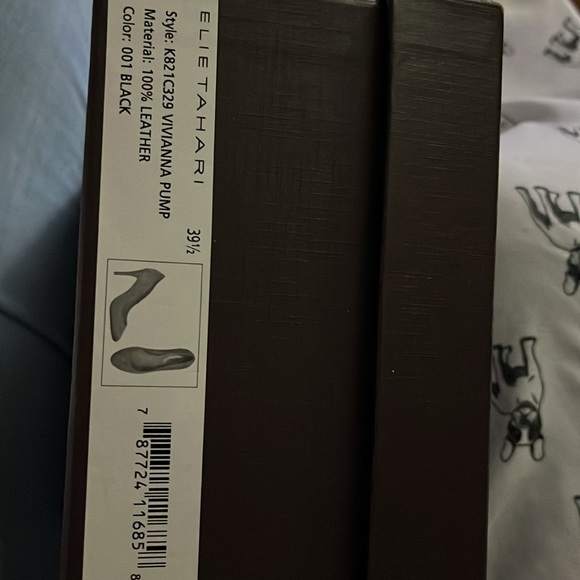 ELIE TAHARI
Style: K821C329 VIVIANNA PUMP
Material: 100% LEATHER
Color: 001 BLACK
39½
7 87724 11685 8